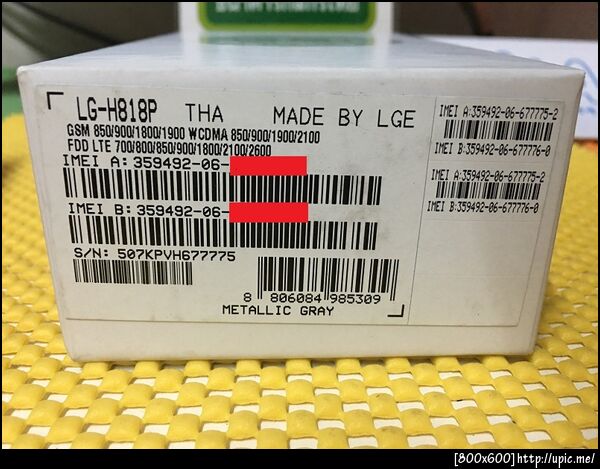 LG-H818P THA MADE BY LGE
GSM 850/900/1800/1900 WCDMA 850/900/1900/2100
FDD LTE 700/800/850/900/1800/2100/2600
IMEI A: 359492-06-
IMEI B: 359492-06-
S/N: 507KPVH677775
8 806084 985309
METALLIC GRAY
IMEI A:359492-06-677775-2
IMEI B:359492-06-677776-0
IMEI A:359492-06-677775-2
IMEI B:359492-06-677776-0
[800x600]http://upic.me/